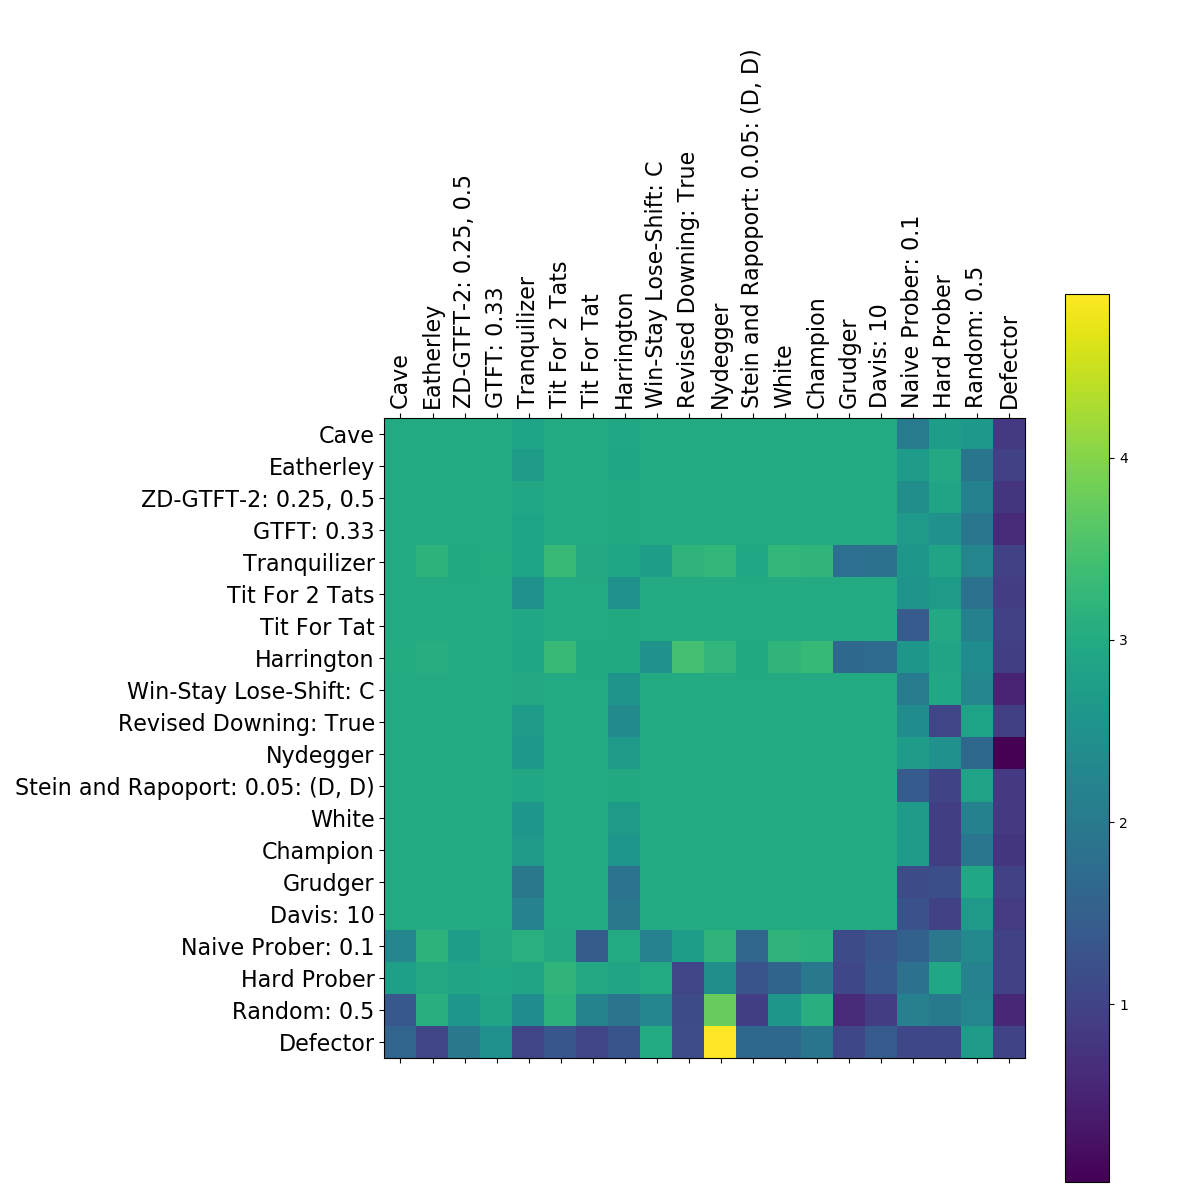 Cave
Eatherley
ZD-GTFT-2: 0.25, 0.5
GTFT: 0.33
Tranquilizer
Tit For 2 Tats
Tit For Tat
Harrington
Win-Stay Lose-Shift: C
Revised Downing: True
Nydegger
Stein and Rapoport: 0.05: (D, D)
White
Champion
Grudger
Davis: 10
Naive Prober: 0.1
Hard Prober
Random: 0.5
Defector
Cave
Eatherley
ZD-GTFT-2: 0.25, 0.5
GTFT: 0.33
Tranquilizer
Tit For 2 Tats
Tit For Tat
Harrington
Win-Stay Lose-Shift: C
Revised Downing: True
Nydegger
Stein and Rapoport: 0.05: (D, D)
White
Champion
Grudger
Davis: 10
Naive Prober: 0.1
Hard Prober
Random: 0.5
Defector
4
3
2
1